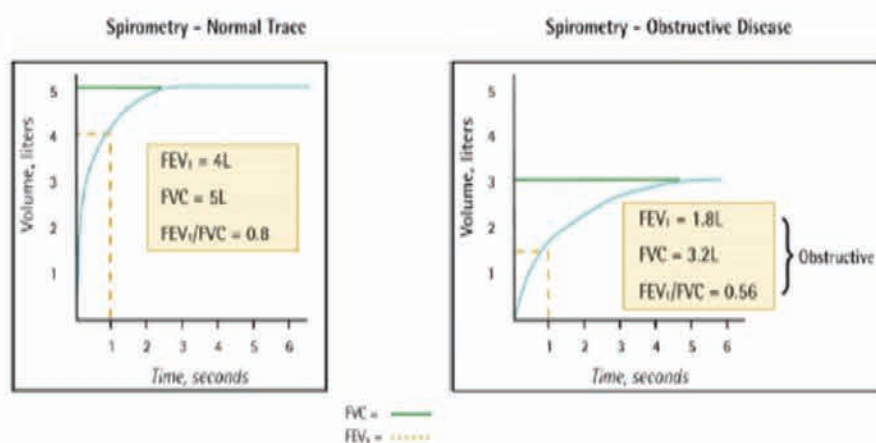 Spirometry - Normal Trace
Spirometry - Obstructive Disease
Volume, liters
5
4
3
2
1
FEV₁ = 4L
FVC = 5L
FEV₁/FVC = 0.8
1 2 3 4 5 6
Time, seconds
Volume, liters
5
4
3
2
1
FEV₁ = 1.8L
FVC = 3.2L
FEV₁/FVC = 0.56
Obstructive
1 2 3 4 5 6
Time, seconds
FVC =
FEV₁ =